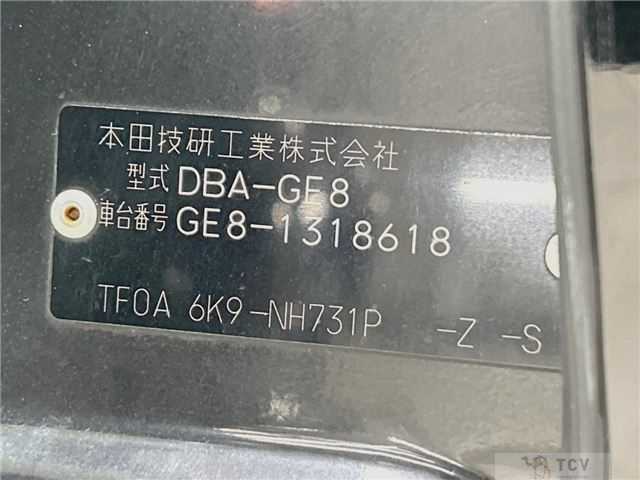 本田技研工業株式会社
型式 DBA-GE8
車台番号 GE8-1318618
TF0A 6K9-NH731P -Z -S
TCV